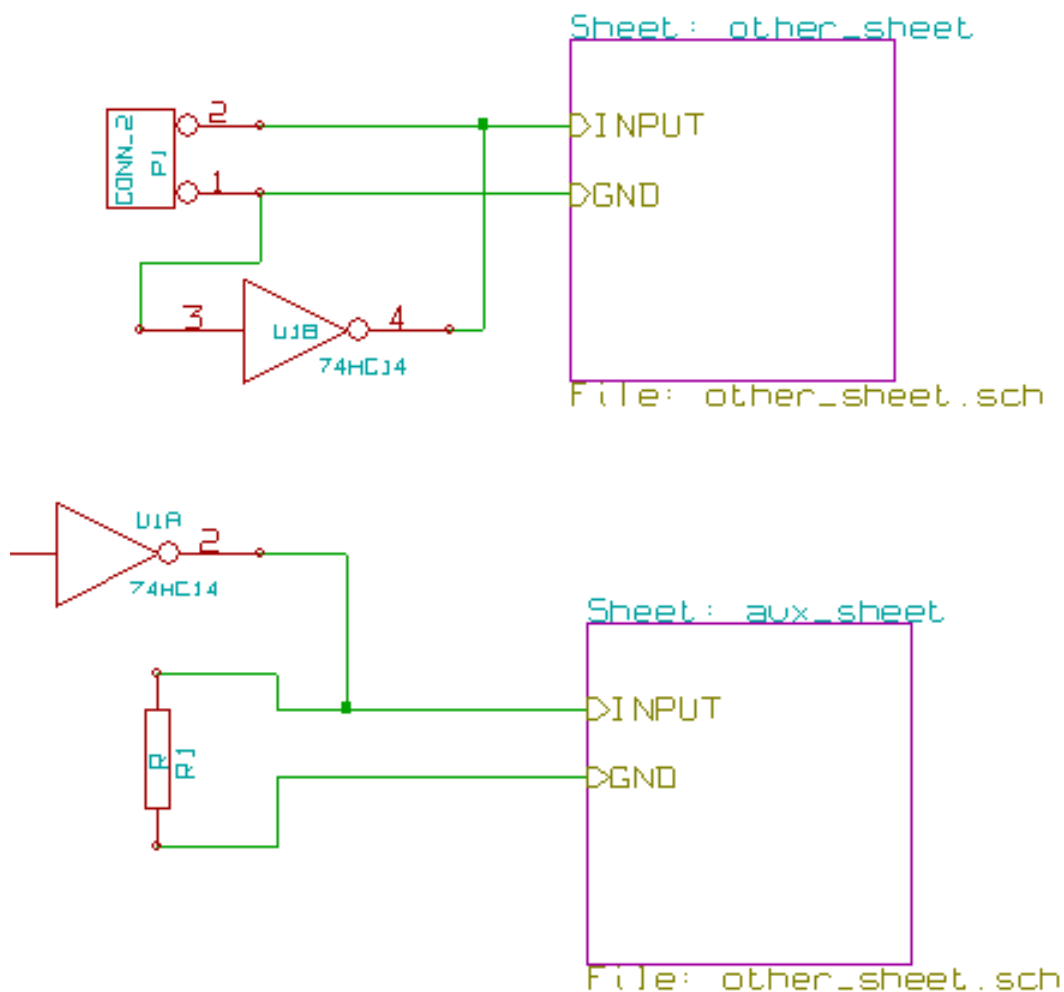 Sheet: other_sheet
2
INPUT
CONN_2
P1
1
GND
3
U1B
4
74HC14
File: other_sheet.sch
U1A
2
74HC14
Sheet: aux_sheet
INPUT
R
R1
GND
File: other_sheet.sch